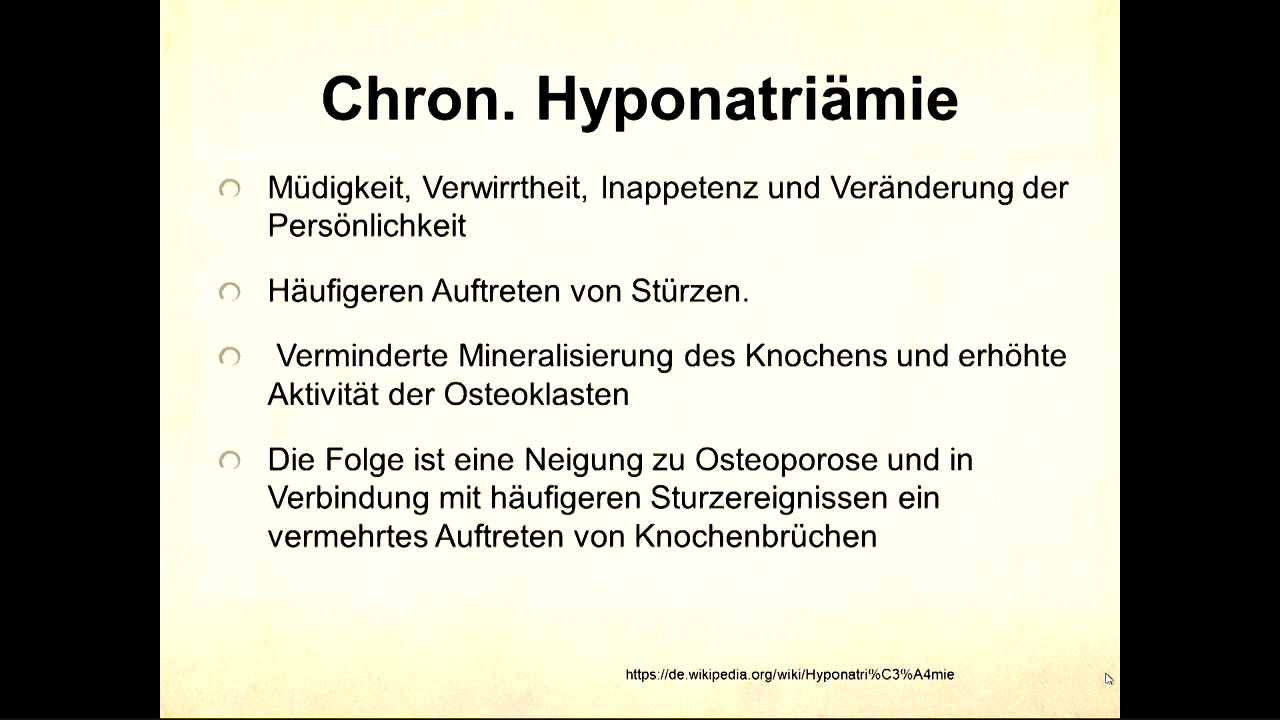 Chron. Hyponatriämie
Müdigkeit, Verwirrtheit, Inappetenz und Veränderung der
Persönlichkeit
Häufigeren Auftreten von Stürzen.
Verminderte Mineralisierung des Knochens und erhöhte
Aktivität der Osteoklasten
Die Folge ist eine Neigung zu Osteoporose und in
Verbindung mit häufigeren Sturzereignissen ein
vermehrtes Auftreten von Knochenbrüchen
https://de.wikipedia.org/wiki/Hyponatri%C3%A4mie